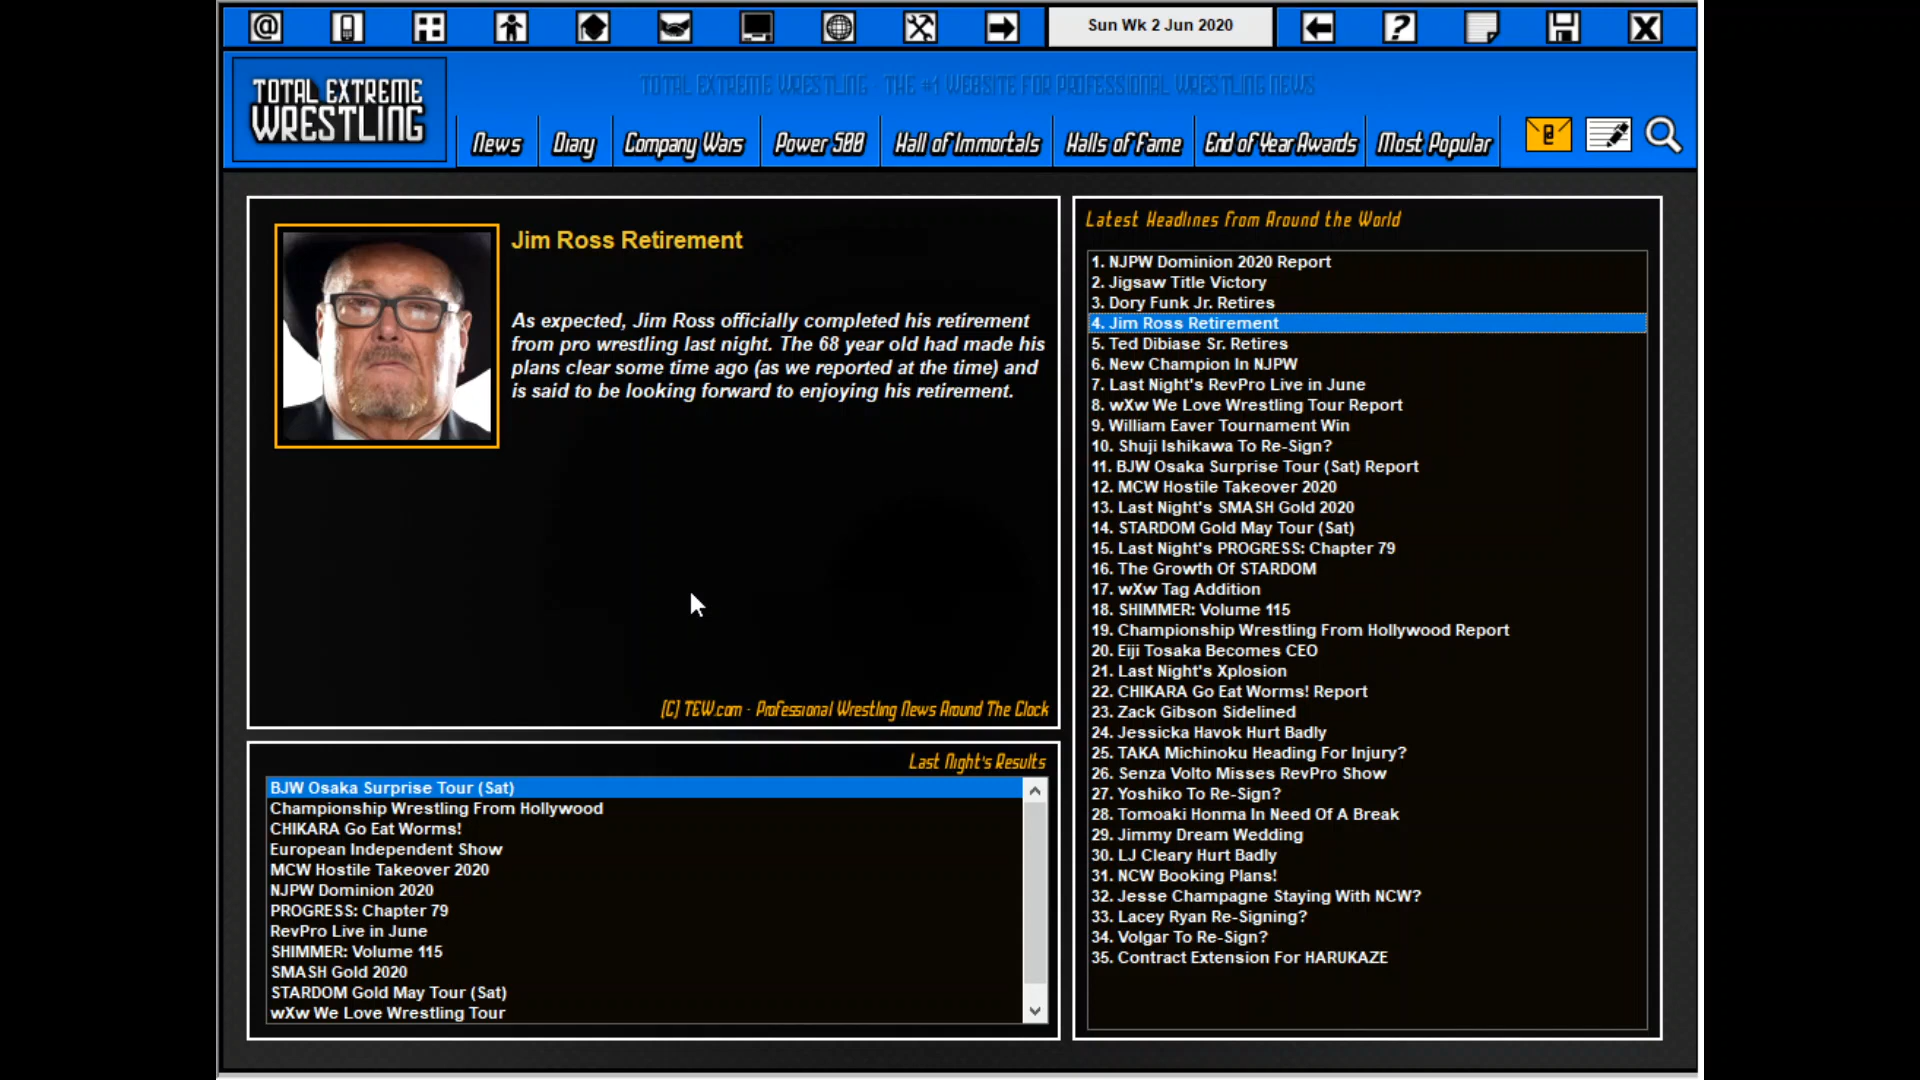 Sun Wk 2 Jun 2020
TOTAL EXTREME WRESTLING - THE #1 WEBSITE FOR PROFESSIONAL WRESTLING NEWS
TOTAL EXTREME
WRESTLING
News
Diary
Company Wars
Power 500
Hall of Immortals
Halls of Fame
End of Year Awards
Most Popular
Jim Ross Retirement
As expected, Jim Ross officially completed his retirement
from pro wrestling last night. The 68 year old had made his
plans clear some time ago (as we reported at the time) and
is said to be looking forward to enjoying his retirement.
(C) TEW.com - Professional Wrestling News Around The Clock
Last Night's Results
BJW Osaka Surprise Tour (Sat)
Championship Wrestling From Hollywood
CHIKARA Go Eat Worms!
European Independent Show
MCW Hostile Takeover 2020
NJPW Dominion 2020
PROGRESS: Chapter 79
RevPro Live in June
SHIMMER: Volume 115
SMASH Gold 2020
STARDOM Gold May Tour (Sat)
wXw We Love Wrestling Tour
Latest Headlines From Around the World
1. NJPW Dominion 2020 Report
2. Jigsaw Title Victory
3. Dory Funk Jr. Retires
4. Jim Ross Retirement
5. Ted Dibiase Sr. Retires
6. New Champion In NJPW
7. Last Night's RevPro Live in June
8. wXw We Love Wrestling Tour Report
9. William Eaver Tournament Win
10. Shuji Ishikawa To Re-Sign?
11. BJW Osaka Surprise Tour (Sat) Report
12. MCW Hostile Takeover 2020
13. Last Night's SMASH Gold 2020
14. STARDOM Gold May Tour (Sat)
15. Last Night's PROGRESS: Chapter 79
16. The Growth Of STARDOM
17. wXw Tag Addition
18. SHIMMER: Volume 115
19. Championship Wrestling From Hollywood Report
20. Eiji Tosaka Becomes CEO
21. Last Night's Xplosion
22. CHIKARA Go Eat Worms! Report
23. Zack Gibson Sidelined
24. Jessicka Havok Hurt Badly
25. TAKA Michinoku Heading For Injury?
26. Senza Volto Misses RevPro Show
27. Yoshiko To Re-Sign?
28. Tomoaki Honma In Need Of A Break
29. Jimmy Dream Wedding
30. LJ Cleary Hurt Badly
31. NCW Booking Plans!
32. Jesse Champagne Staying With NCW?
33. Lacey Ryan Re-Signing?
34. Volgar To Re-Sign?
35. Contract Extension For HARUKAZE